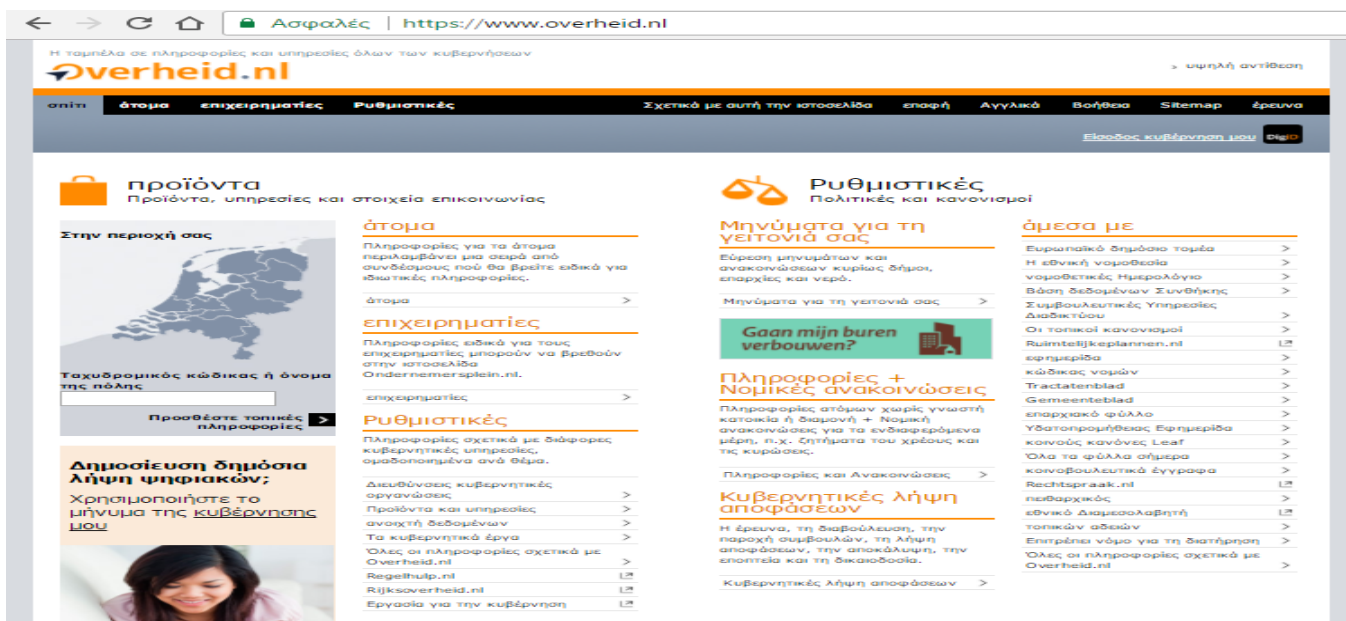 Ασφαλές | https://www.overheid.nl
Η ταμπέλα σε πληροφορίες και υπηρεσίες όλων των κυβερνήσεων
Overheid.nl
υψηλή αντίθεση
σπίτι άτομα επιχειρηματίες Ρυθμιστικές Σχετικά με αυτή την ιστοσελίδα επαφή Αγγλικά Βοήθεια Sitemap έρευνα
Είσοδος κυβέρνηση μου DigiD
προϊόντα
Προϊόντα, υπηρεσίες και στοιχεία επικοινωνίας
Στην περιοχή σας
Ταχυδρομικός κώδικας ή όνομα
της πόλης
Προσθέστε τοπικές
πληροφορίες
Δημοσίευση δημόσια
λήψη ψηφιακών;
Χρησιμοποιήστε το
μήνυμα της κυβέρνησης
μου
άτομα
Πληροφορίες για τα άτομα
περιλαμβάνει μια σειρά από
συνδέσμους πού θα βρείτε ειδικά για
ιδιωτικές πληροφορίες.
άτομα
επιχειρηματίες
Πληροφορίες ειδικά για τους
επιχειρηματίες μπορούν να βρεθούν
στην ιστοσελίδα
Ondernemersplein.nl.
επιχειρηματίες
Ρυθμιστικές
Πληροφορίες σχετικά με διάφορες
κυβερνητικές υπηρεσίες,
ομαδοποιημένα ανά θέμα.
Διευθύνσεις κυβερνητικές
οργανώσεις
Προϊόντα και υπηρεσίες
ανοιχτή δεδομένων
Τα κυβερνητικά έργα
Όλες οι πληροφορίες σχετικά με
Overheid.nl
Regelhulp.nl
Rijksoverheid.nl
Εργασία για την κυβέρνηση
Ρυθμιστικές
Πολιτικές και κανονισμοί
Μηνύματα για τη
γειτονιά σας
Εύρεση μηνυμάτων και
ανακοινώσεων κυρίως δήμοι,
επαρχίες και νερό.
Μηνύματα για τη γειτονιά σας
Gaan mijn buren
verbouwen?
Πληροφορίες +
Νομικές ανακοινώσεις
Πληροφορίες ατόμων χωρίς γνωστή
κατοικία ή διαμονή + Νομική
ανακοινώσεις για τα ενδιαφερόμενα
μέρη, π.χ. ζητήματα του χρέους και
τις κυρώσεις.
Πληροφορίες και Ανακοινώσεις
Κυβερνητικές λήψη
αποφάσεων
Η έρευνα, τη διαβούλευση, την
παροχή συμβουλών, τη λήψη
αποφάσεων, την αποκάλυψη, την
εποπτεία και τη δικαιοδοσία.
Κυβερνητικές λήψη αποφάσεων
άμεσα με
Ευρωπαϊκό δημόσιο τομέα
Η εθνική νομοθεσία
νομοθετικές Ημερολόγιο
Βάση δεδομένων Συνθήκης
Συμβουλευτικές Υπηρεσίες
Διαδικτύου
Οι τοπικοί κανονισμοί
Ruimtelijkeplannen.nl
εφημερίδα
κώδικας νομών
Tractatenblad
Gemeenteblad
επαρχιακό φύλλο
Υδατοπρομήθειας Εφημερίδα
κοινούς κανόνες Leaf
Όλα τα φύλλα σήμερα
κοινοβουλευτικά έγγραφα
Rechtspraak.nl
πειθαρχικός
εθνικό Διαμεσολαβητή
τοπικών αδειών
Επιτρέπει νόμο για τη διατήρηση
Όλες οι πληροφορίες σχετικά με
Overheid.nl